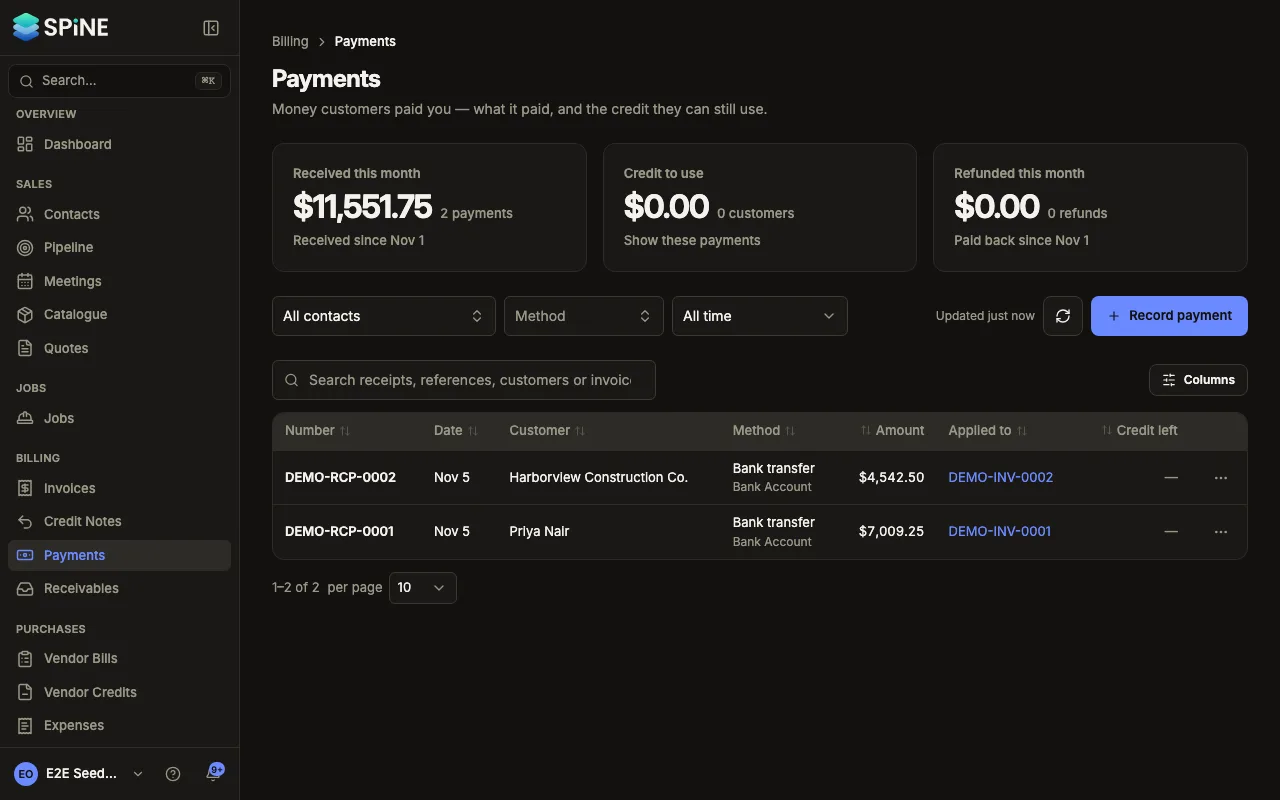 SPiNE
Search...
⌘K
OVERVIEW
Dashboard
SALES
Contacts
Pipeline
Meetings
Catalogue
Quotes
JOBS
Jobs
BILLING
Invoices
Credit Notes
Payments
Receivables
PURCHASES
Vendor Bills
Vendor Credits
Expenses
EO
E2E Seed...
9+
Billing
Payments
Payments
Money customers paid you — what it paid, and the credit they can still use.
Received this month
$11,551.75 2 payments
Received since Nov 1
Credit to use
$0.00 0 customers
Show these payments
Refunded this month
$0.00 0 refunds
Paid back since Nov 1
All contacts
Method
All time
Updated just now
+ Record payment
Search receipts, references, customers or invoic
Columns
Number Date Customer Method Amount Applied to Credit left
DEMO-RCP-0002 Nov 5 Harborview Construction Co. Bank transfer $4,542.50 DEMO-INV-0002 — ...
Bank Account
DEMO-RCP-0001 Nov 5 Priya Nair Bank transfer $7,009.25 DEMO-INV-0001 — ...
Bank Account
1–2 of 2 per page 10